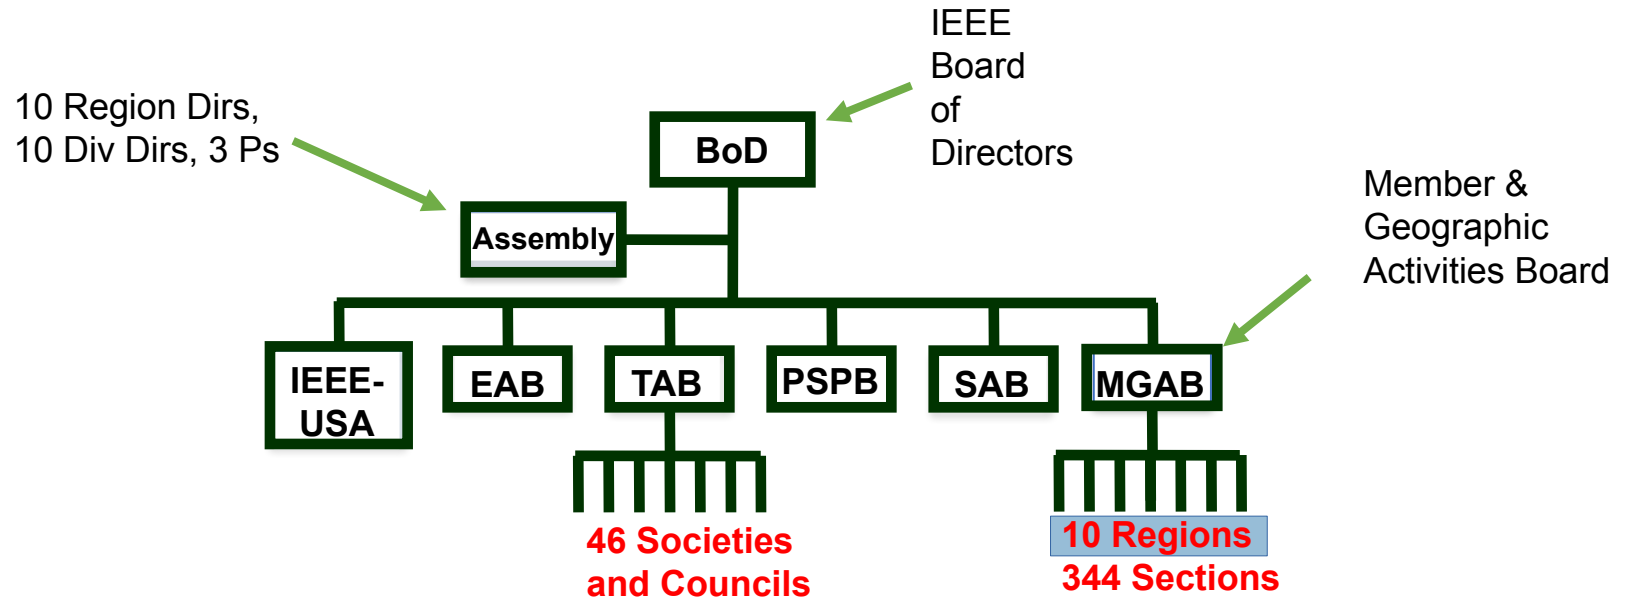 IEEE
Board
of
Directors
10 Region Dirs,
10 Div Dirs, 3 Ps
BoD
Member &
Geographic
Activities Board
Assembly
IEEE-
USA
EAB
TAB
PSPB
SAB
MGAB
46 Societies
and Councils
10 Regions
344 Sections